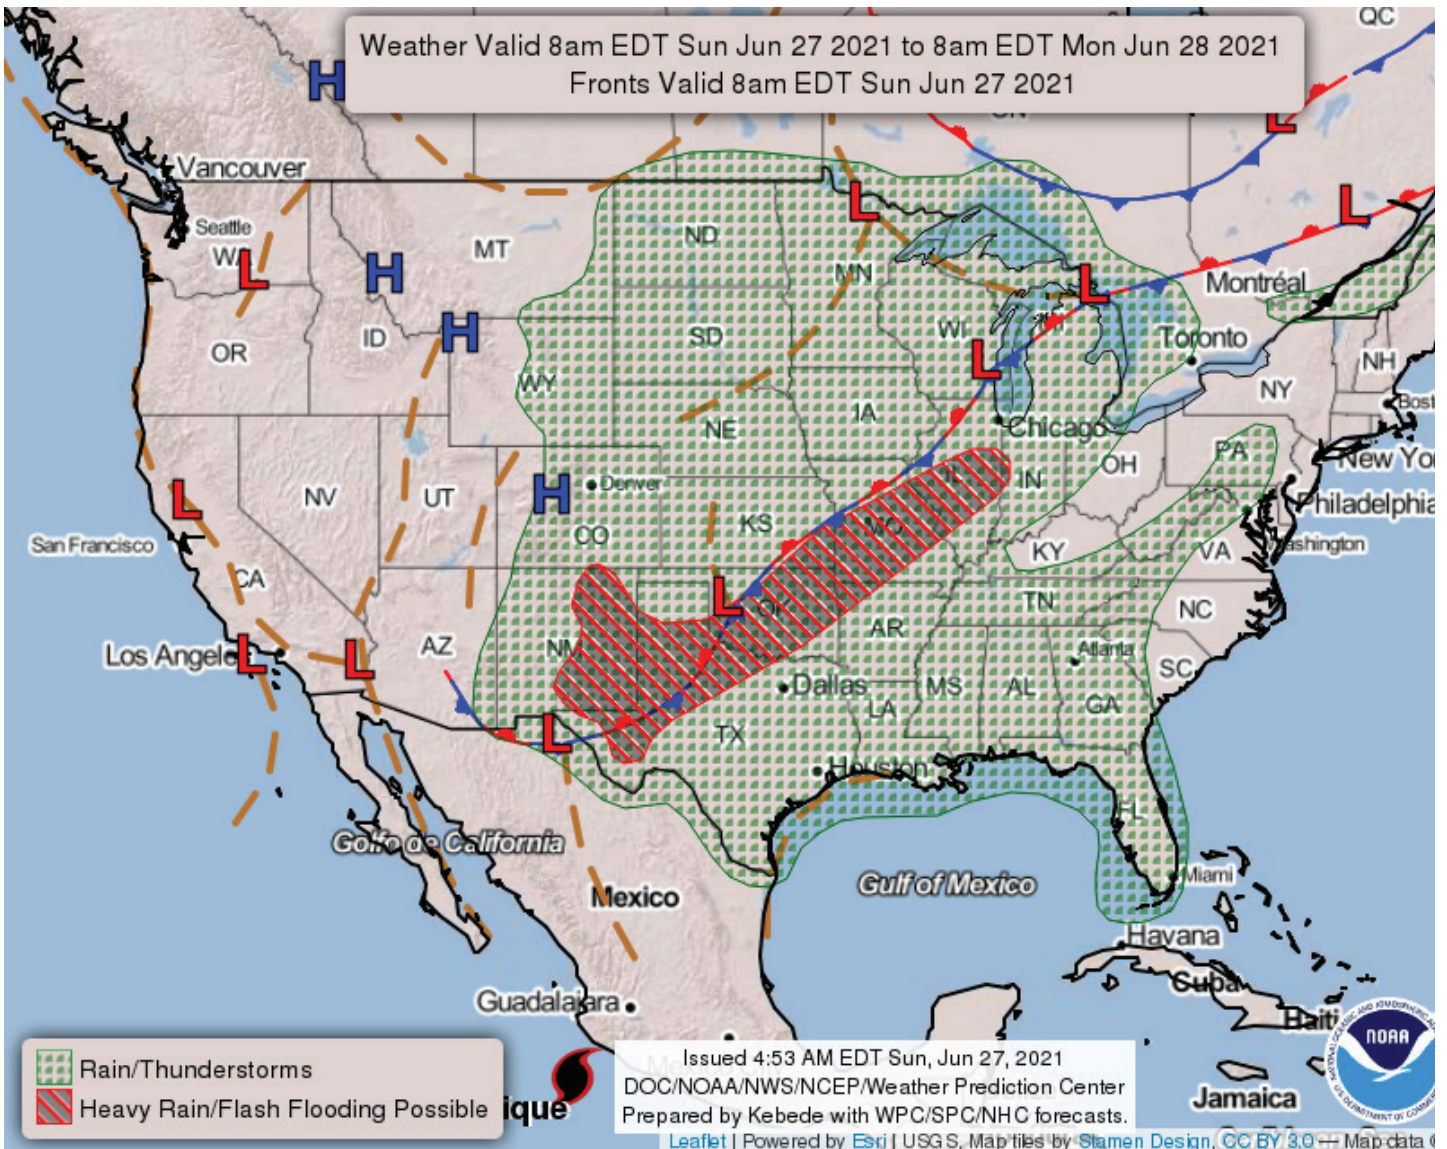 QC
Weather Valid 8am EDT Sun Jun 27 2021 to 8am EDT Mon Jun 28 2021
Fronts Valid 8am EDT Sun Jun 27 2021
H
L
Vancouver
L
L
Seattle
ND
MT
WA
L
H
MN
L
Montréal
H
ID
SD
WI
Toronto
OR
L
NH
WY
NY
Bost
IA
NE
Chicago
PA
New Yo
OH
IL
IN
Denver
H
NV
UT
L
Philadelphia
KS
MO
CO
San Francisco
KY
VA
Washington
CA
L
OK
TN
NC
AR
AZ
NM
Atlanta
Los Angeles
L
L
SC
Dallas
MS
AL
GA
LA
TX
L
Houston
FL
Golfo de California
Gulf of Mexico
Miami
Mexico
Havana
Cuba
Guadalajara
Haiti
NOAA
Rain/Thunderstorms
Heavy Rain/Flash Flooding Possible
ique
Issued 4:53 AM EDT Sun, Jun 27, 2021
DOC/NOAA/NWS/NCEP/Weather Prediction Center
Prepared by Kebede with WPC/SPC/NHC forecasts.
Jamaica
Leaflet | Powered by Esri | USGS, Map tiles by Stamen Design, CC BY 3.0 — Map data ©